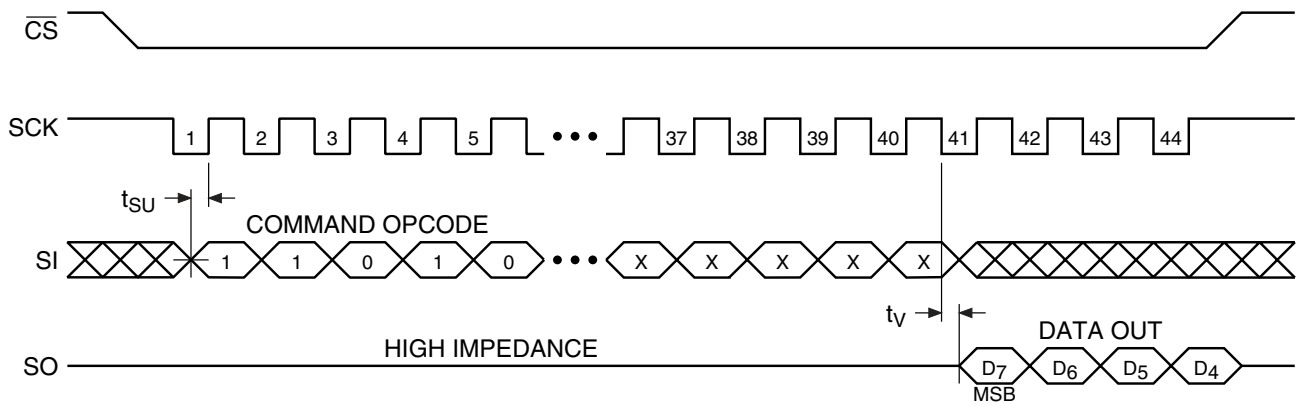 CS
SCK 1 2 3 4 5 ••• 37 38 39 40 41 42 43 44
tSU
COMMAND OPCODE
SI 1 1 0 1 0 ••• X X X X X
tV
DATA OUT
HIGH IMPEDANCE
SO D7 D6 D5 D4
MSB